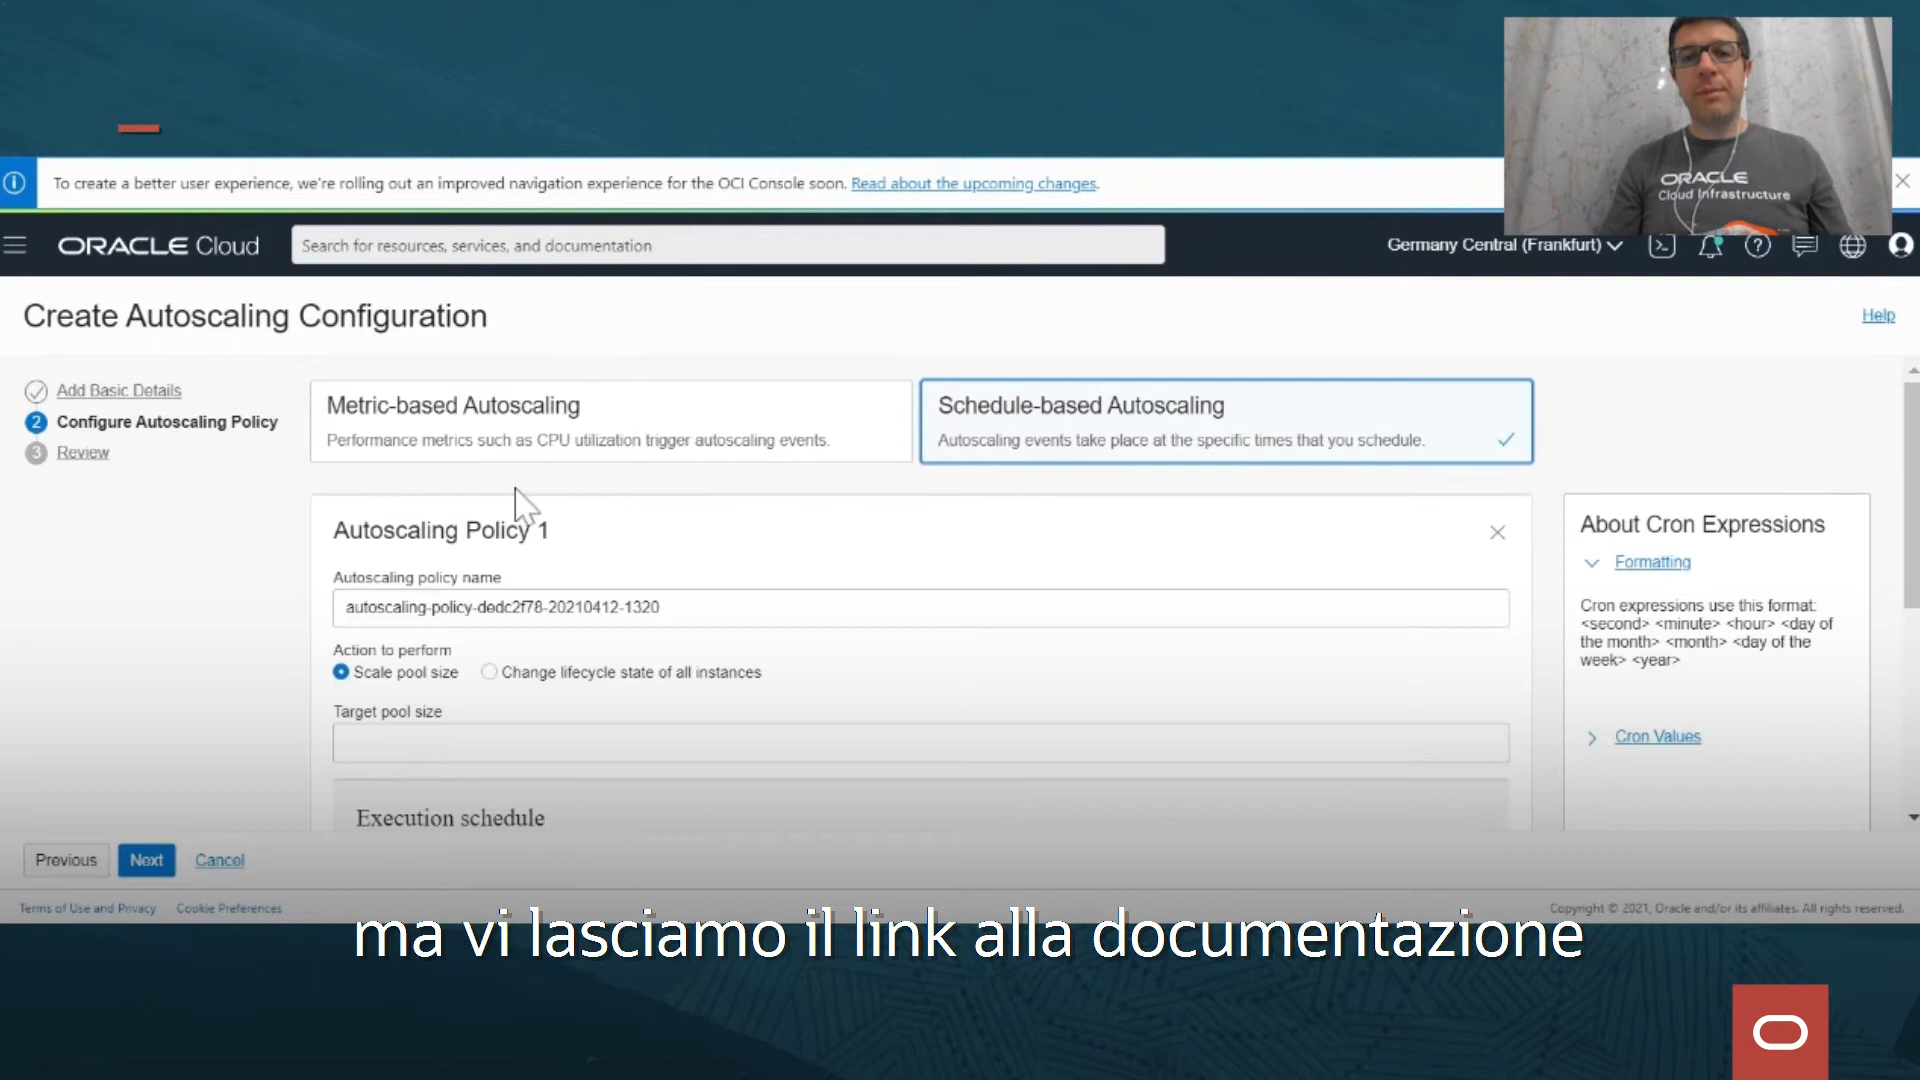 ORACLE
Cloud Infrastructure
To create a better user experience, we're rolling out an improved navigation experience for the OCI Console soon. Read about the upcoming changes.
ORACLE Cloud
Search for resources, services, and documentation
Germany Central (Frankfurt)
Create Autoscaling Configuration
Help
Add Basic Details
2 Configure Autoscaling Policy
3 Review
Metric-based Autoscaling
Performance metrics such as CPU utilization trigger autoscaling events.
Schedule-based Autoscaling
Autoscaling events take place at the specific times that you schedule.
Autoscaling Policy 1
Autoscaling policy name
autoscaling-policy-dedc2f78-20210412-1320
Action to perform
Scale pool size
Change lifecycle state of all instances
Target pool size
Execution schedule
About Cron Expressions
Formatting
Cron expressions use this format:
<second> <minute> <hour> <day of
the month> <month> <day of the
week> <year>
Cron Values
Previous
Next
Cancel
Terms of Use and Privacy
Cookie Preferences
Copyright © 2021, Oracle and/or its affiliates. All rights reserved.
ma vi lasciamo il link alla documentazione